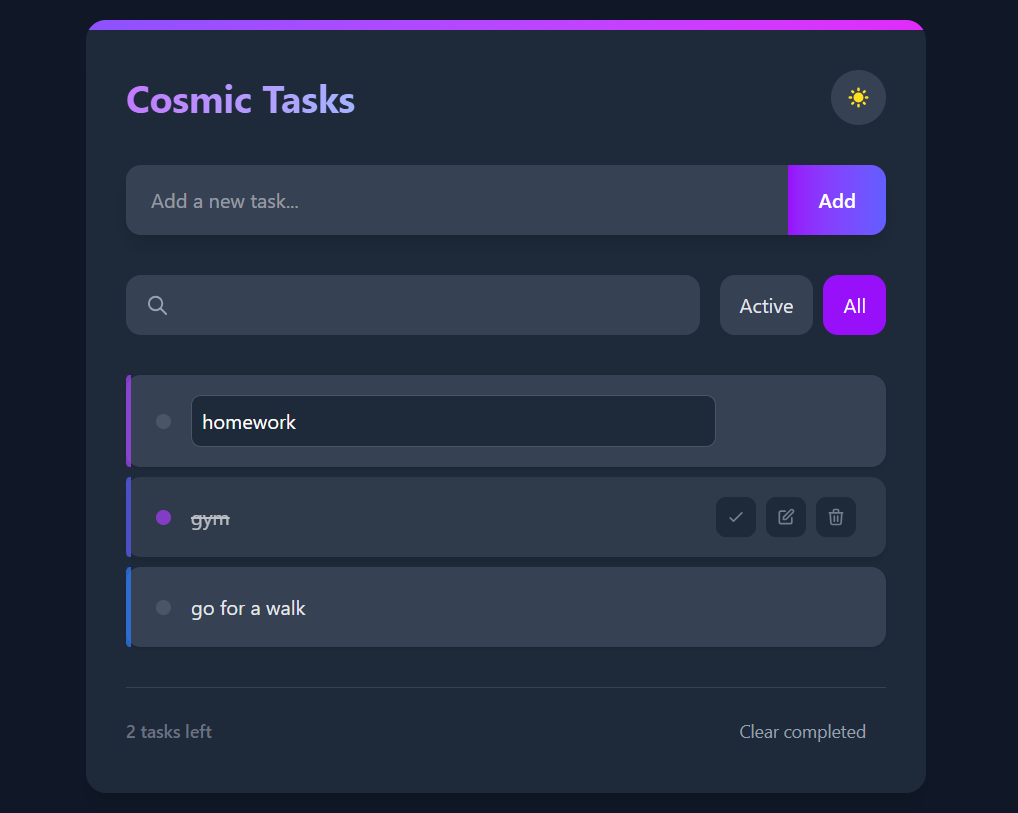 Cosmic Tasks
Add a new task...
Add
Active
All
homework
gym
go for a walk
2 tasks left
Clear completed